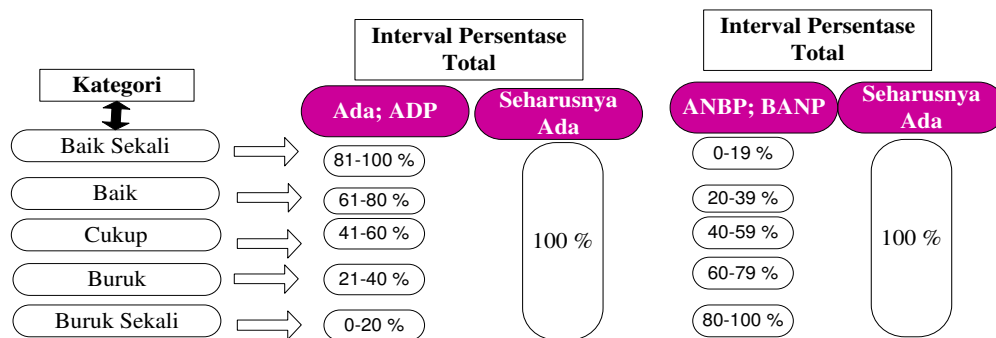 Interval Persentase
Total
Interval Persentase
Total
Kategori
Ada; ADP
Seharusnya
Ada
ANBP; BANP
Seharusnya
Ada
Baik Sekali
81-100 %
0-19 %
Baik
61-80 %
20-39 %
Cukup
41-60 %
100 %
40-59 %
100 %
Buruk
21-40 %
60-79 %
Buruk Sekali
0-20 %
80-100 %